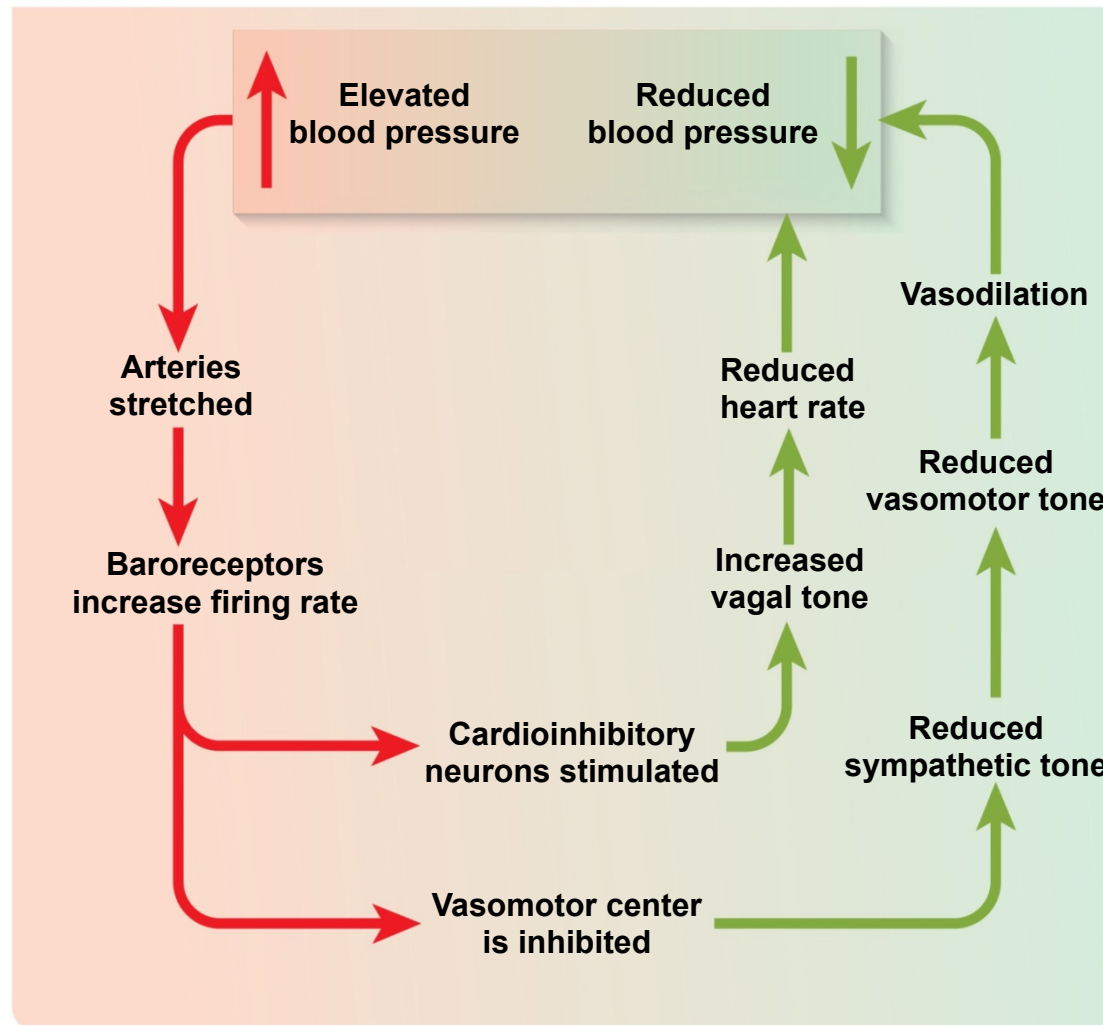 Elevated
blood pressure
Reduced
blood pressure
Arteries
stretched
Baroreceptors
increase firing rate
Cardioinhibitory
neurons stimulated
Vasomotor center
is inhibited
Increased
vagal tone
Reduced
heart rate
Reduced
sympathetic tone
Reduced
vasomotor tone
Vasodilation